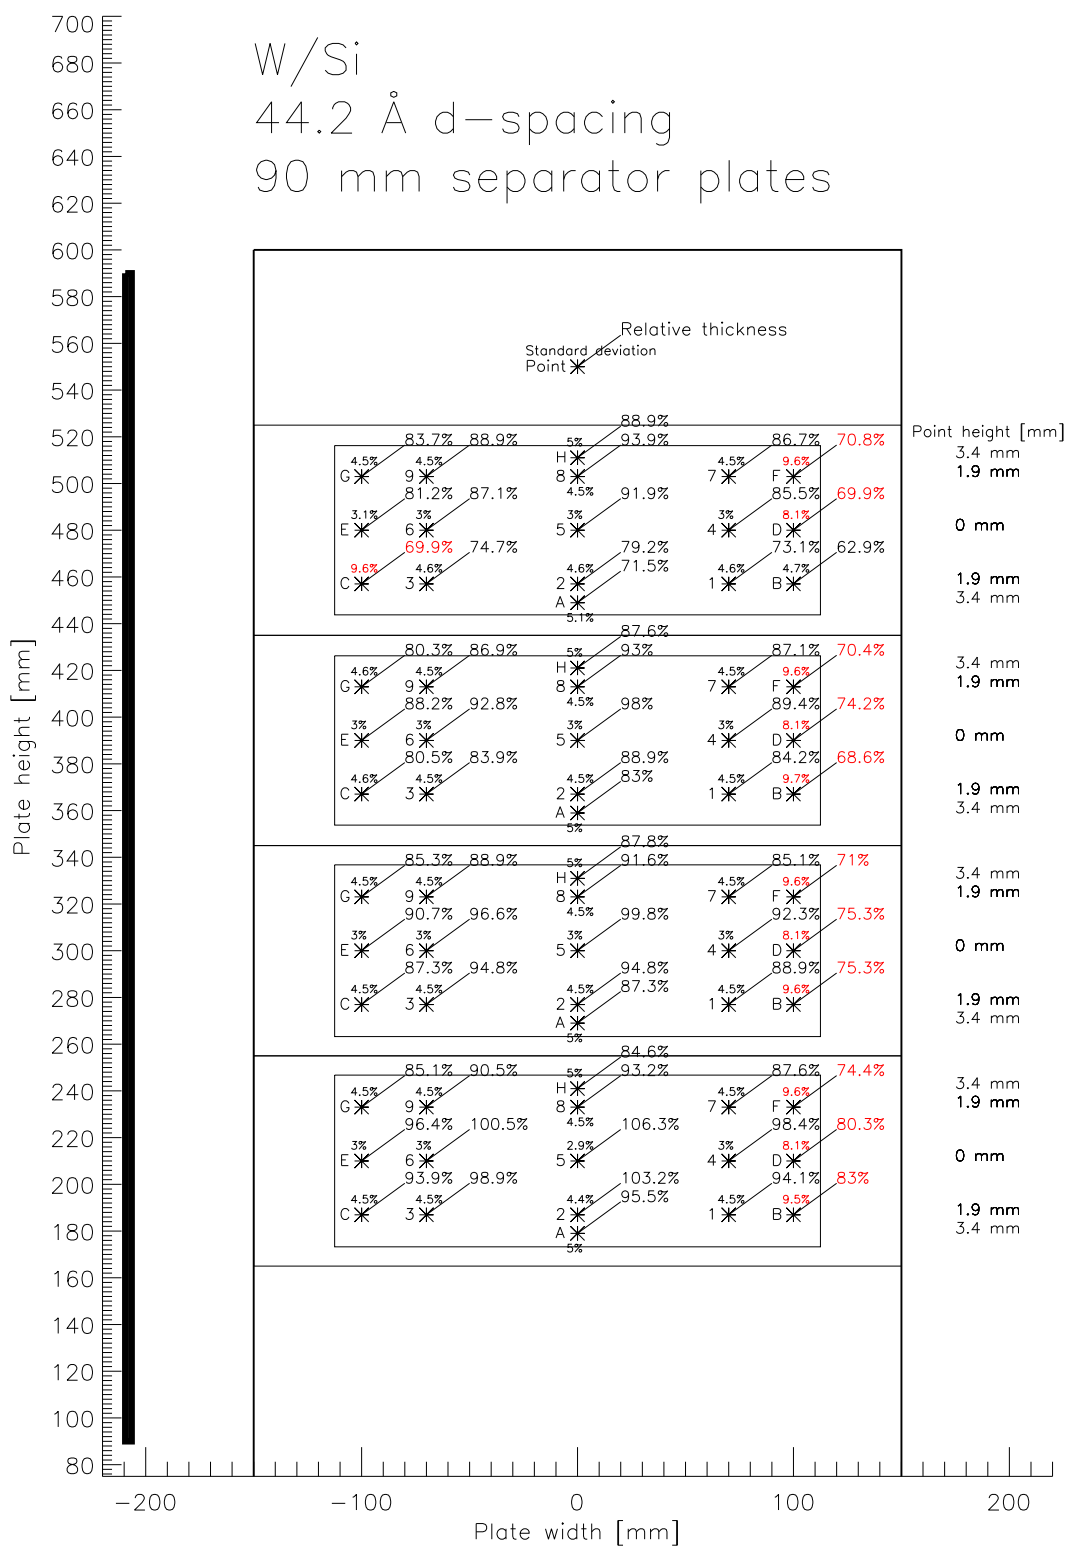 W/Si
44.2 Å d-spacing
90 mm separator plates
700
680
660
640
620
600
580
560
540
520
500
480
460
440
420
400
380
360
340
320
300
280
260
240
220
200
180
160
140
120
100
80
Plate height [mm]
Relative thickness
Standard deviation
Point
Point height [mm]
88.9%
83.7% 88.9% 93.9% 86.7% 70.8%
5%
H
3.4 mm
4.5% 4.5% 4.5% 9.6%
G 9 8 7 F
1.9 mm
4.5%
81.2% 87.1% 91.9% 85.5% 69.9%
3.1% 3% 3% 3% 8.1%
E 6 5 4 D
0 mm
69.9% 74.7% 79.2% 73.1% 62.9%
71.5%
9.6% 4.6% 4.6% 4.6% 4.7%
C 3 2 1 B
1.9 mm
A
3.4 mm
5.1%
87.6%
80.3% 86.9% 93% 87.1% 70.4%
5%
H
3.4 mm
4.6% 4.5% 4.5% 9.6%
G 9 8 7 F
1.9 mm
4.5%
88.2% 92.8% 98% 89.4% 74.2%
3% 3% 3% 3% 8.1%
E 6 5 4 D
0 mm
80.5% 83.9% 88.9% 84.2% 68.6%
83%
4.6% 4.5% 4.5% 4.5% 9.7%
C 3 2 1 B
1.9 mm
A
3.4 mm
5%
87.8%
85.3% 88.9% 91.6% 85.1% 71%
5%
H
3.4 mm
4.5% 4.5% 4.5% 9.6%
G 9 8 7 F
1.9 mm
4.5%
90.7% 96.6% 99.8% 92.3% 75.3%
3% 3% 3% 3% 8.1%
E 6 5 4 D
0 mm
87.3% 94.8% 94.8% 88.9% 75.3%
87.3%
4.5% 4.5% 4.5% 4.5% 9.6%
C 3 2 1 B
1.9 mm
A
3.4 mm
5%
84.6%
85.1% 90.5% 93.2% 87.6% 74.4%
5%
H
3.4 mm
4.5% 4.5% 4.5% 9.6%
G 9 8 7 F
1.9 mm
4.5%
96.4% 100.5% 106.3% 98.4% 80.3%
3% 3% 2.9% 3% 8.1%
E 6 5 4 D
0 mm
93.9% 98.9% 103.2% 94.1% 83%
95.5%
4.5% 4.5% 4.4% 4.5% 9.5%
C 3 2 1 B
1.9 mm
A
3.4 mm
5%
-200 -100 0 100 200
Plate width [mm]